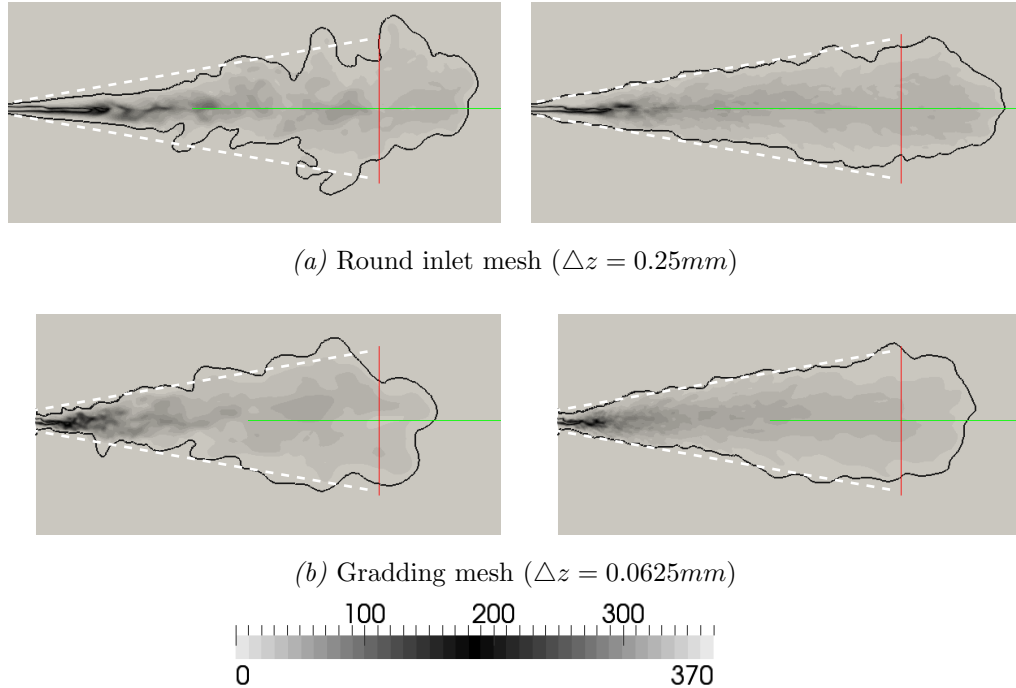 (a) Round inlet mesh (△z = 0.25mm)
(b) Gradding mesh (△z = 0.0625mm)
100 200 300
0 370